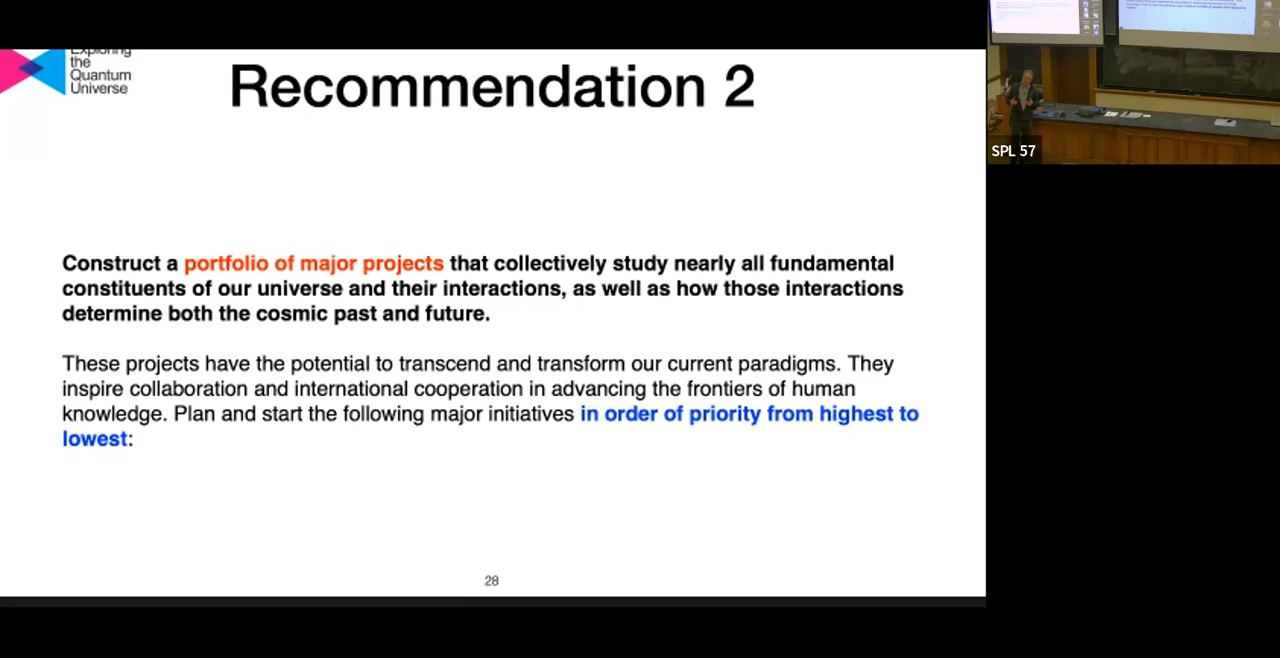 Exploring
the
Quantum
Universe
Recommendation 2
Construct a portfolio of major projects that collectively study nearly all fundamental
constituents of our universe and their interactions, as well as how those interactions
determine both the cosmic past and future.
These projects have the potential to transcend and transform our current paradigms. They
inspire collaboration and international cooperation in advancing the frontiers of human
knowledge. Plan and start the following major initiatives in order of priority from highest to
lowest:
28
SPL 57